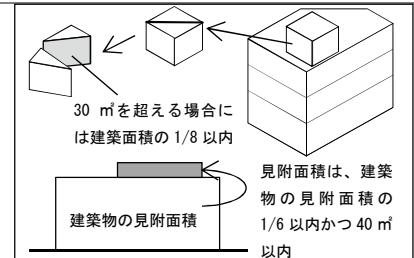 30 ㎡を超える場合に
は建築面積の 1/8 以内
見附面積は、建築
物の見附面積の
1/6 以内かつ 40 ㎡
以内
建築物の見附面積